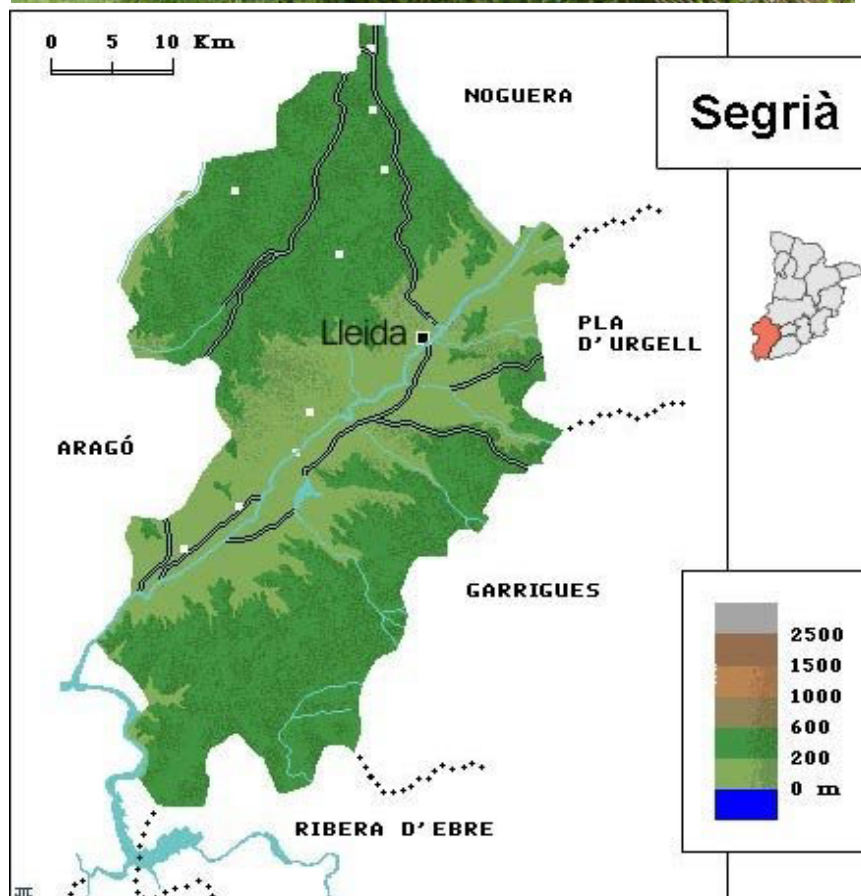 0 5 10 Km
NOGUERA
Segrià
Lleida
PLA
D'URGELL
ARAGÓ
GARRIGUES
2500
1500
1000
600
200
0 m
RIBERA D'EBRE